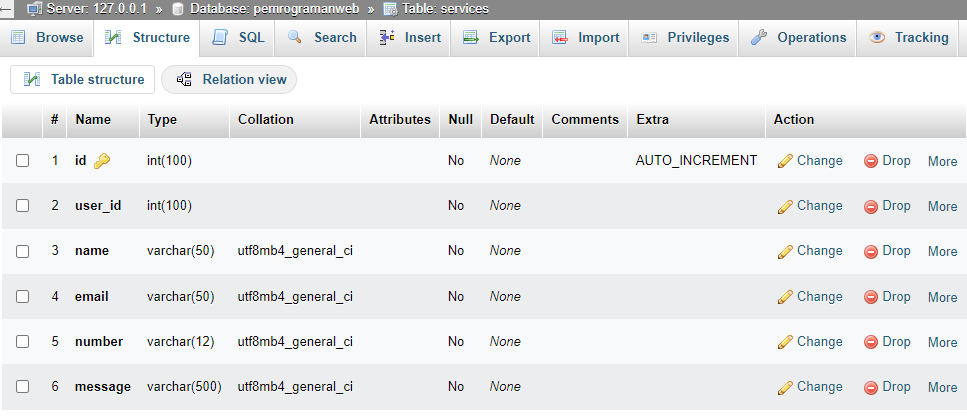 Server: 127.0.0.1 » Database: pemrogramanweb » Table: services
Browse Structure SQL Search Insert Export Import Privileges Operations Tracking
Table structure Relation view
# Name Type Collation Attributes Null Default Comments Extra Action
1 id int(100) No None AUTO_INCREMENT Change Drop More
2 user_id int(100) No None Change Drop More
3 name varchar(50) utf8mb4_general_ci No None Change Drop More
4 email varchar(50) utf8mb4_general_ci No None Change Drop More
5 number varchar(12) utf8mb4_general_ci No None Change Drop More
6 message varchar(500) utf8mb4_general_ci No None Change Drop More